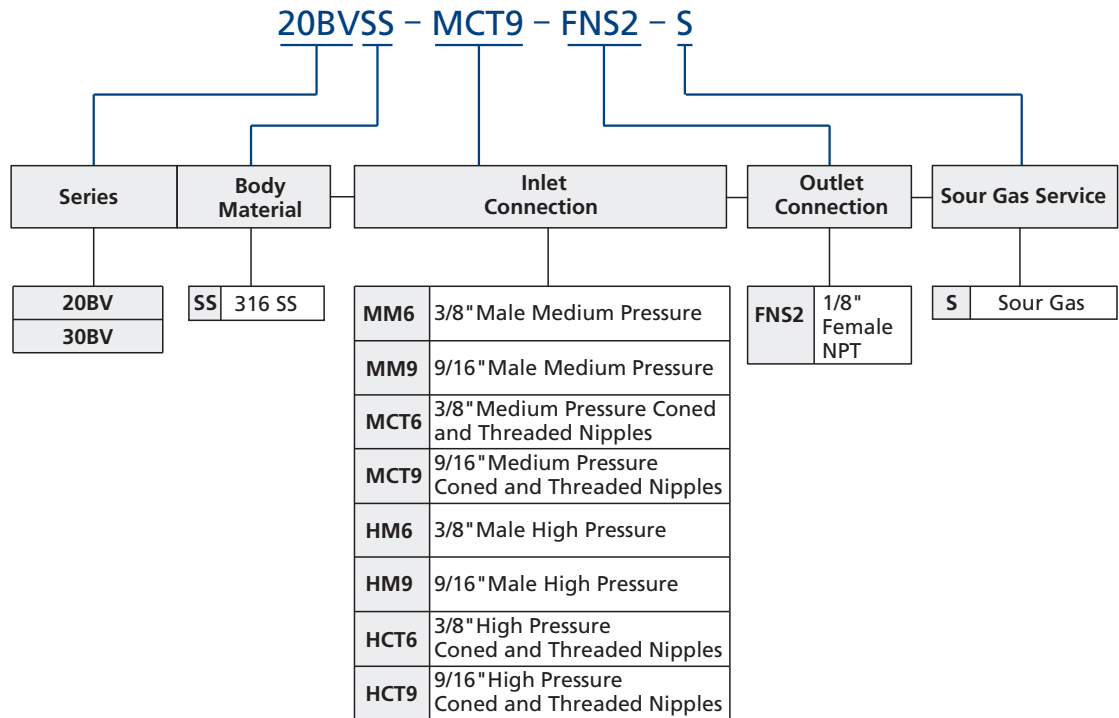 20BVSS – MCT9 – FNS2 – S
Series
Body
Material
Inlet
Connection
Outlet
Connection
Sour Gas Service
20BV
30BV
SS 316 SS
MM6 3/8" Male Medium Pressure
MM9 9/16" Male Medium Pressure
MCT6 3/8" Medium Pressure Coned
and Threaded Nipples
MCT9 9/16" Medium Pressure
Coned and Threaded Nipples
HM6 3/8" Male High Pressure
HM9 9/16" Male High Pressure
HCT6 3/8" High Pressure
Coned and Threaded Nipples
HCT9 9/16" High Pressure
Coned and Threaded Nipples
FNS2 1/8"
Female
NPT
S Sour Gas